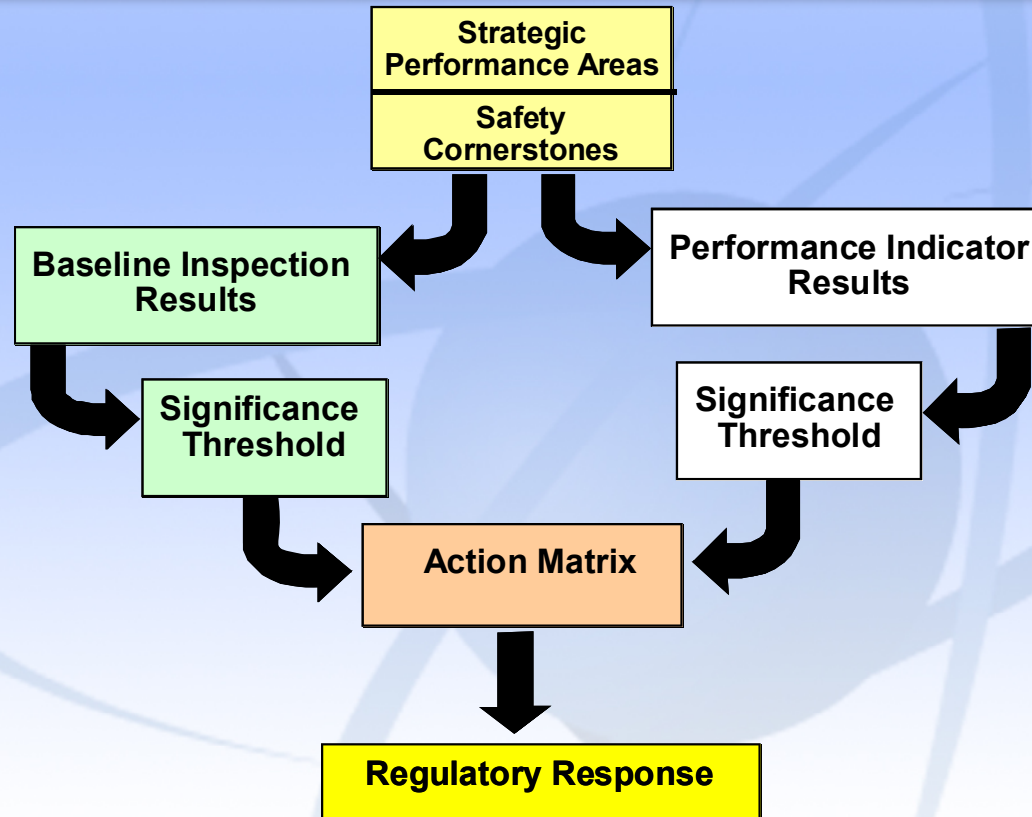 Strategic
Performance Areas
Safety
Cornerstones
Baseline Inspection
Results
Performance Indicator
Results
Significance
Threshold
Significance
Threshold
Action Matrix
Regulatory Response